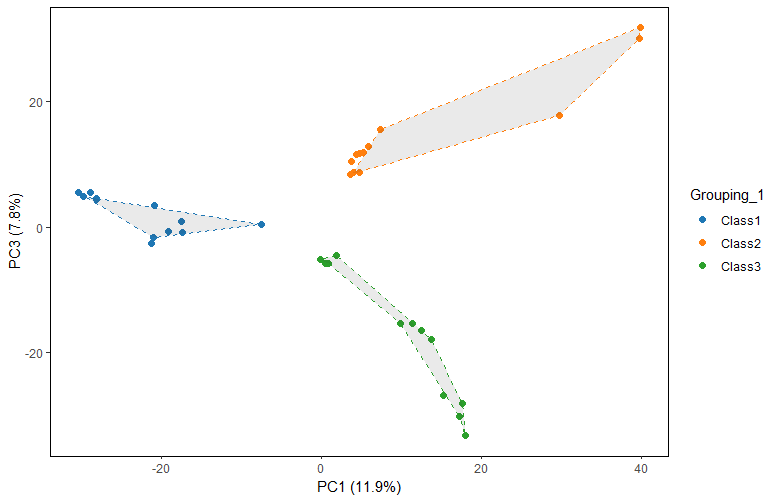 20
0
-20
PC3 (7.8%)
-20
0
20
40
PC1 (11.9%)
Grouping_1
Class1
Class2
Class3